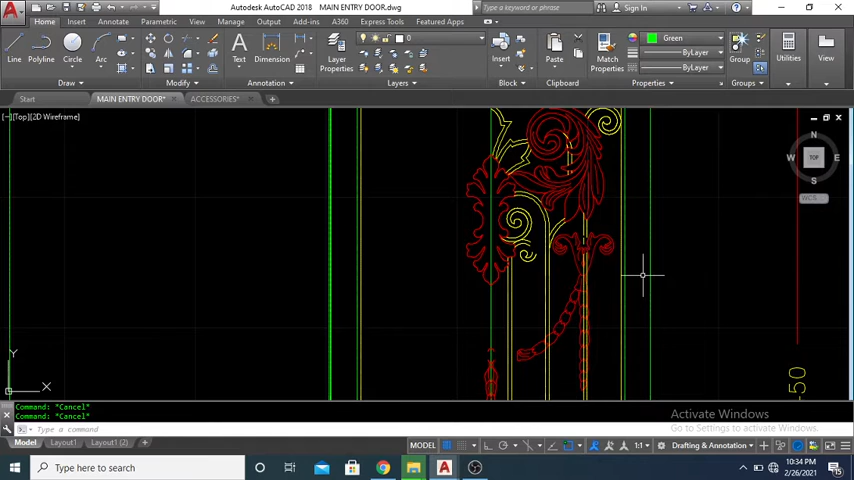 Autodesk AutoCAD 2018 MAIN ENTRY DOOR.dwg
Type a keyword or phrase
Sign In
Home Insert Annotate Parametric View Manage Output Add-ins A360 Express Tools Featured Apps
Line Polyline Circle Arc
Text Dimension
Layer Properties
0
Insert
Paste
Match Properties
Green
ByLayer
ByLayer
Group
Utilities
View
Draw Modify Annotation Layers Block Clipboard Properties Groups
Start MAIN ENTRY DOOR* ACCESSORIES*
[-][Top][2D Wireframe]
N
W TOP E
S
WCS
Y
X
-50
Command: *Cancel*
Command: *Cancel*
Type a command
Activate Windows
Go to Settings to activate Windows.
Model Layout1 Layout1 (2)
MODEL
1:1
Drafting & Annotation
Type here to search
10:34 PM
2/26/2021
15